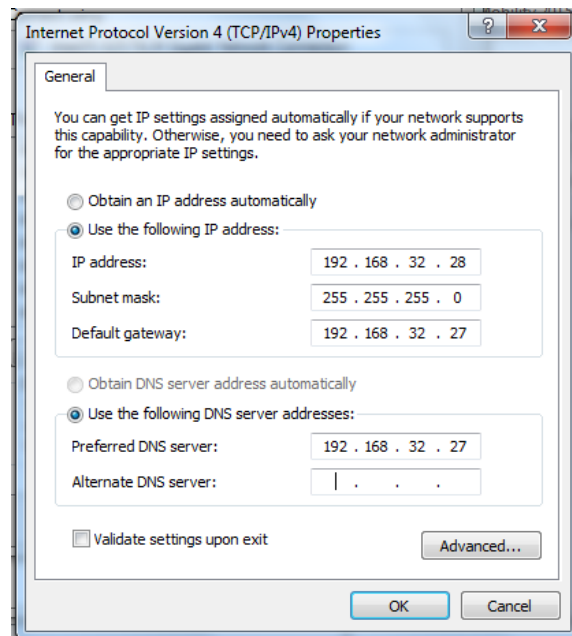 Internet Protocol Version 4 (TCP/IPv4) Properties
General
You can get IP settings assigned automatically if your network supports
this capability. Otherwise, you need to ask your network administrator
for the appropriate IP settings.
Obtain an IP address automatically
Use the following IP address:
IP address: 192 . 168 . 32 . 28
Subnet mask: 255 . 255 . 255 . 0
Default gateway: 192 . 168 . 32 . 27
Obtain DNS server address automatically
Use the following DNS server addresses:
Preferred DNS server: 192 . 168 . 32 . 27
Alternate DNS server: . . .
Validate settings upon exit
Advanced...
OK Cancel